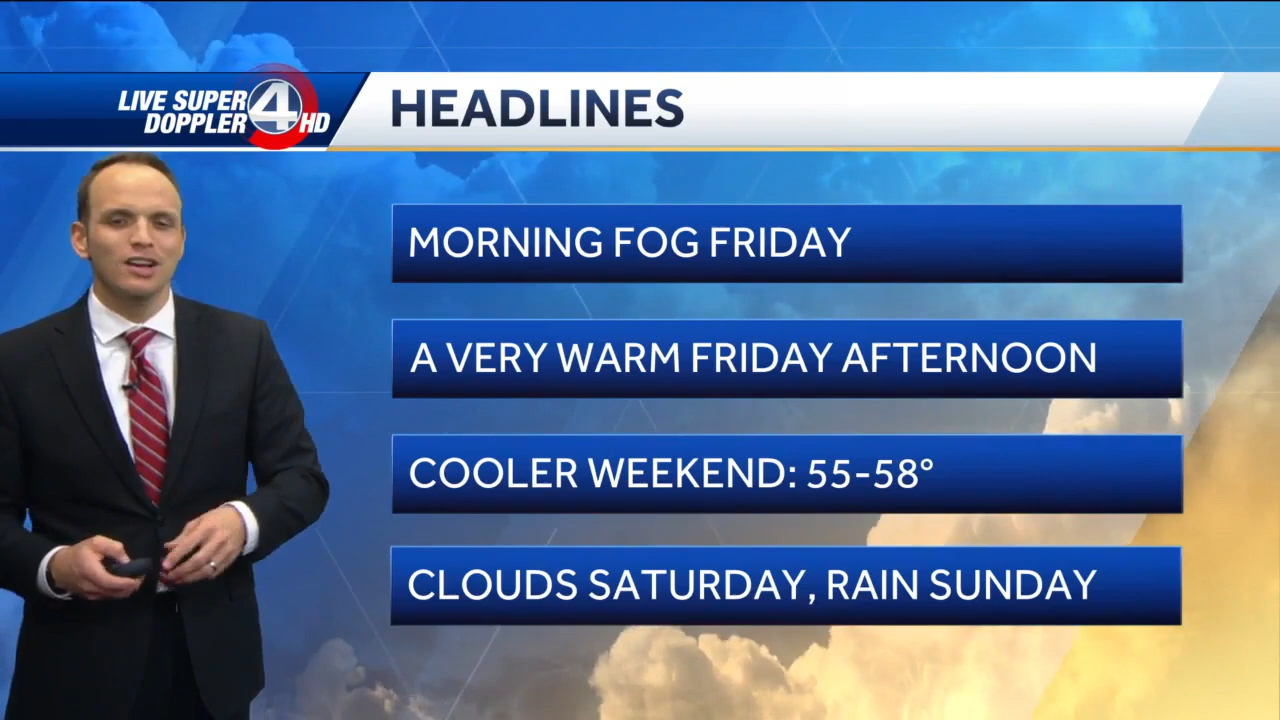 LIVE SUPER
DOPPLER 4 HD
HEADLINES
MORNING FOG FRIDAY
A VERY WARM FRIDAY AFTERNOON
COOLER WEEKEND: 55-58°
CLOUDS SATURDAY, RAIN SUNDAY